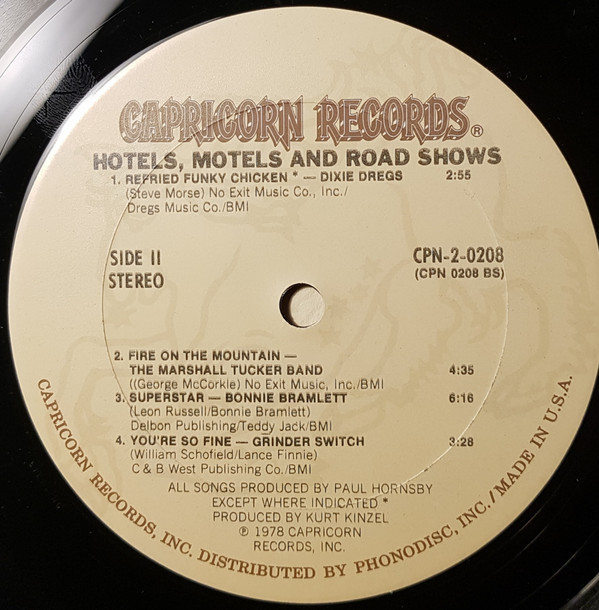 CAPRICORN RECORDS®
HOTELS, MOTELS AND ROAD SHOWS
1. REFRIED FUNKY CHICKEN * — DIXIE DREGS 2:55
(Steve Morse) No Exit Music Co., Inc./
Dregs Music Co./BMI
SIDE II
STEREO
CPN-2-0208
(CPN 0208 BS)
2. FIRE ON THE MOUNTAIN —
THE MARSHALL TUCKER BAND 4:35
((George McCorkle) No Exit Music, Inc./BMI
3. SUPERSTAR — BONNIE BRAMLETT 6:16
(Leon Russell/Bonnie Bramlett)
Delbon Publishing/Teddy Jack/BMI
4. YOU'RE SO FINE — GRINDER SWITCH 3:28
(William Schofield/Lance Finnie)
C & B West Publishing Co./BMI
ALL SONGS PRODUCED BY PAUL HORNSBY
EXCEPT WHERE INDICATED *
PRODUCED BY KURT KINZEL
℗ 1978 CAPRICORN
RECORDS, INC.
CAPRICORN RECORDS, INC. DISTRIBUTED BY PHONODISC, INC./MADE IN U.S.A.